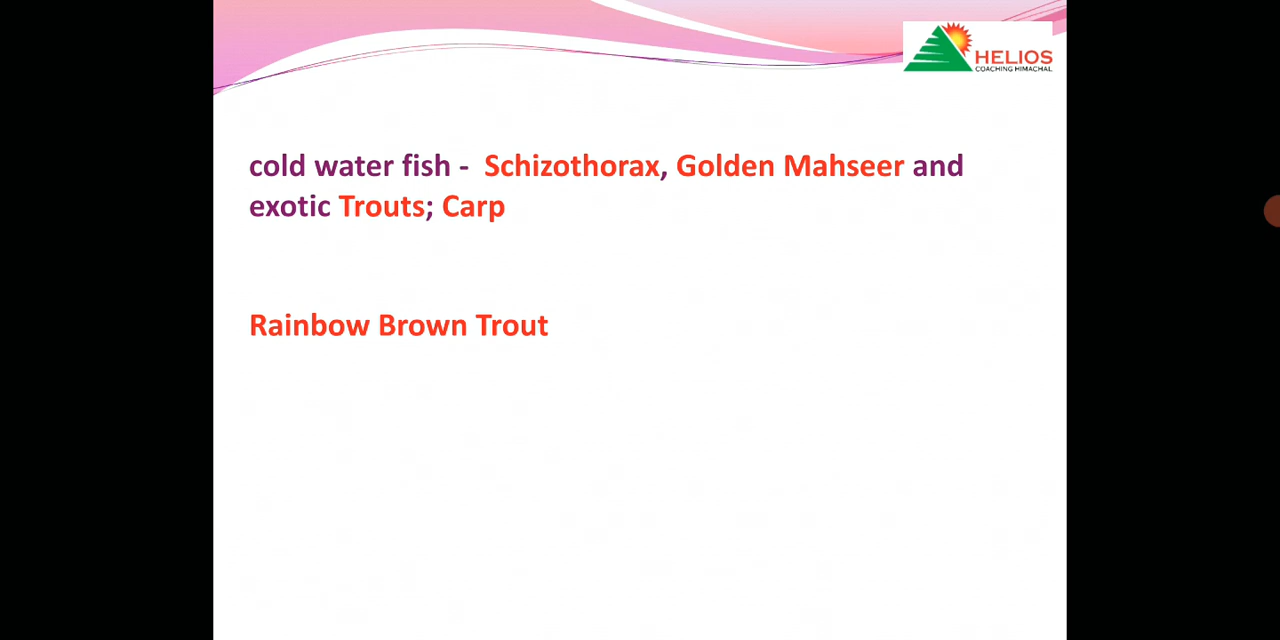 HELIOS
COACHING HIMACHAL
cold water fish - Schizothorax, Golden Mahseer and
exotic Trouts; Carp
Rainbow Brown Trout